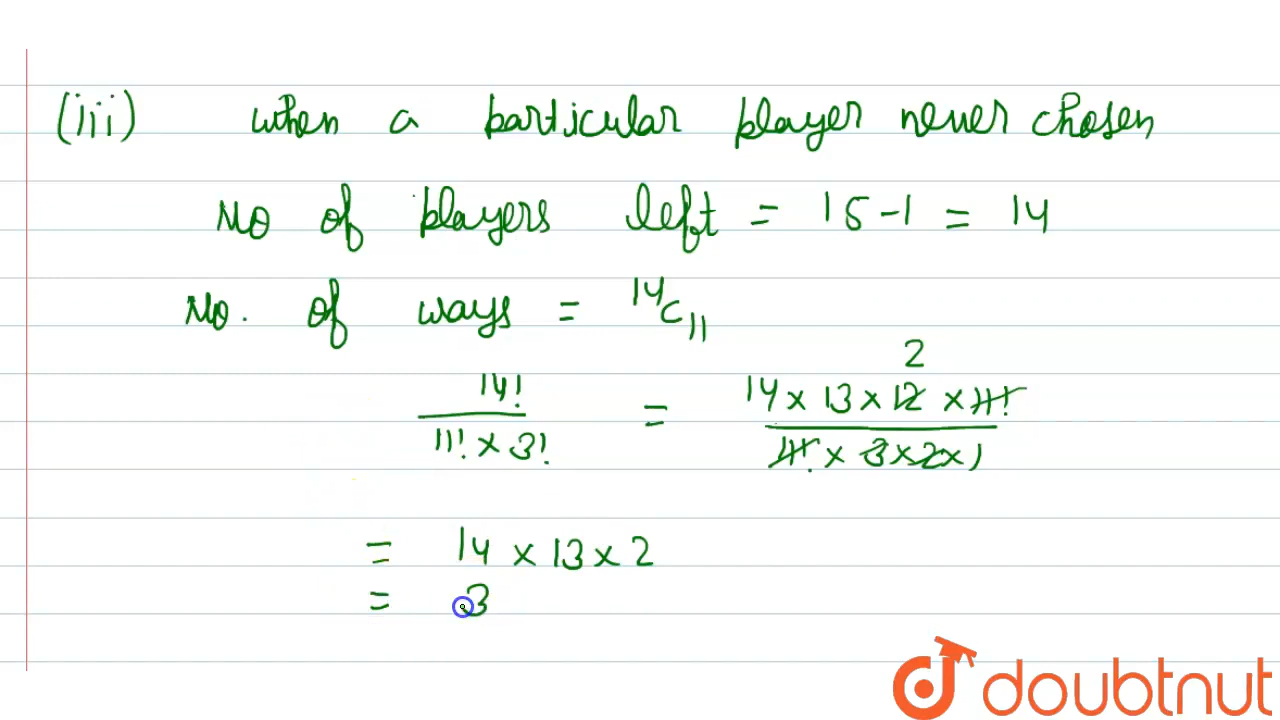 (iii) when a particular player never chosen
No of players left = 15 - 1 = 14
No. of ways = ¹⁴C₁₁
2
14! / 11! × 3! = 14 × 13 × 12 × 11! / 11! × 3 × 2 × 1
= 14 × 13 × 2
= 3
doubtnut